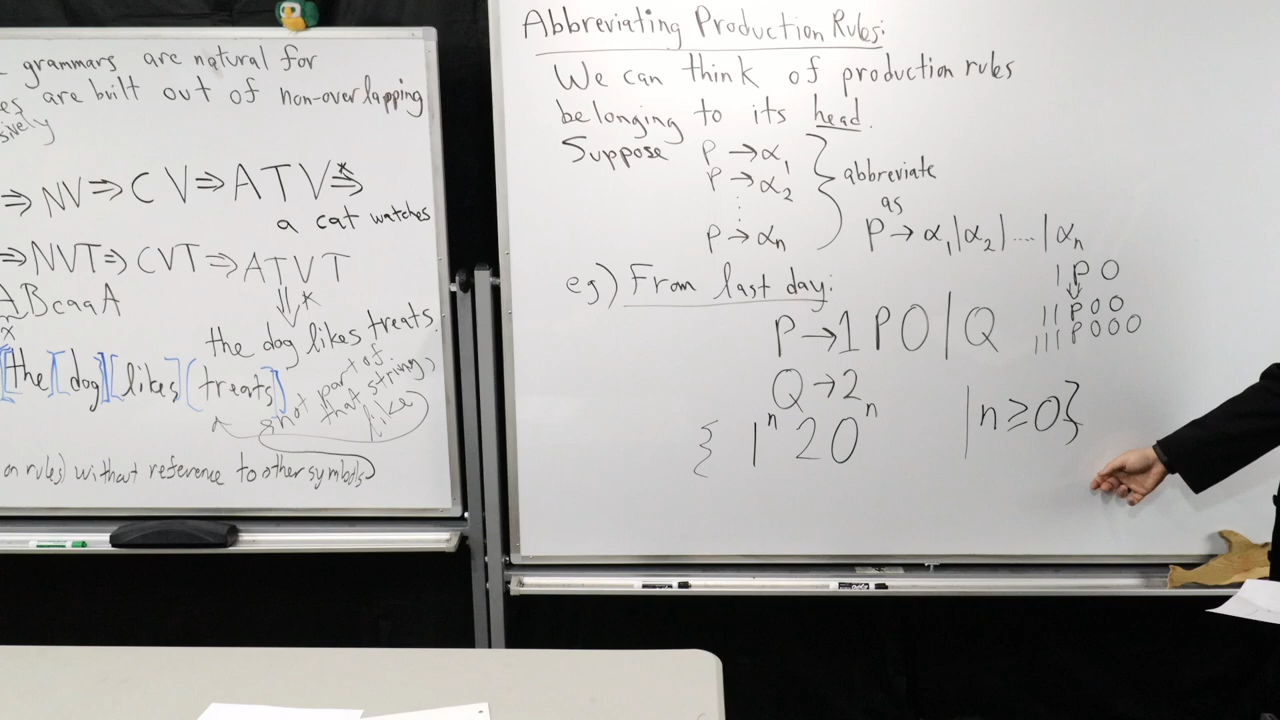 grammars are natural for
es are built out of non-overlapping
sively
⇒ NV ⇒ CV ⇒ ATV ⇒*
a cat watches
⇒ NVT ⇒ CVT ⇒ ATVT
⇓*
ABcaaA
the dog likes treats.
[the][dog][likes][treats]
not part of
that string,
like
on rules) without reference to other symbols
Abbreviating Production Rules:
We can think of production rules
belonging to its head.
Suppose P → α₁
P → α₂
⋮
P → αn
abbreviate
as
P → α₁|α₂|....|αn
eg) From last day:
P → 1P0|Q
Q → 2
{1ⁿ20ⁿ |n≥0}
1P0
⇓
11P00
111P000